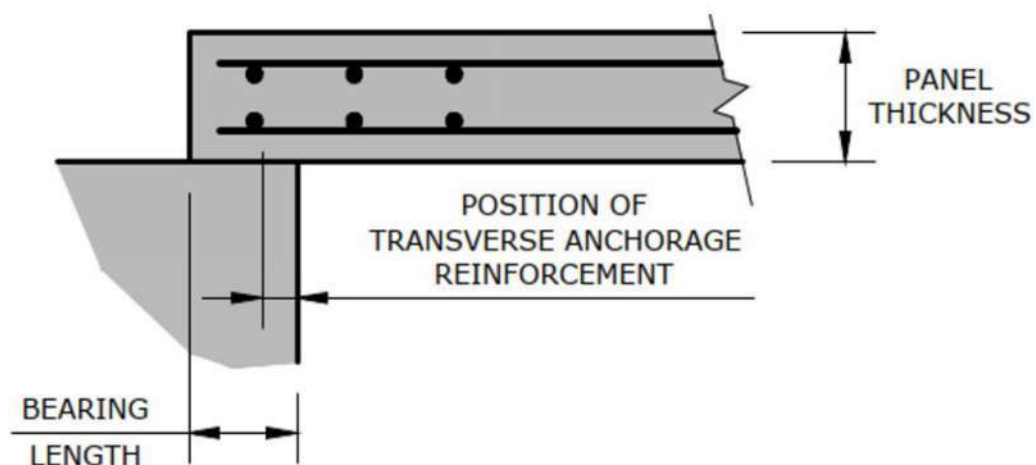 PANEL
THICKNESS
POSITION OF
TRANSVERSE ANCHORAGE
REINFORCEMENT
BEARING
LENGTH